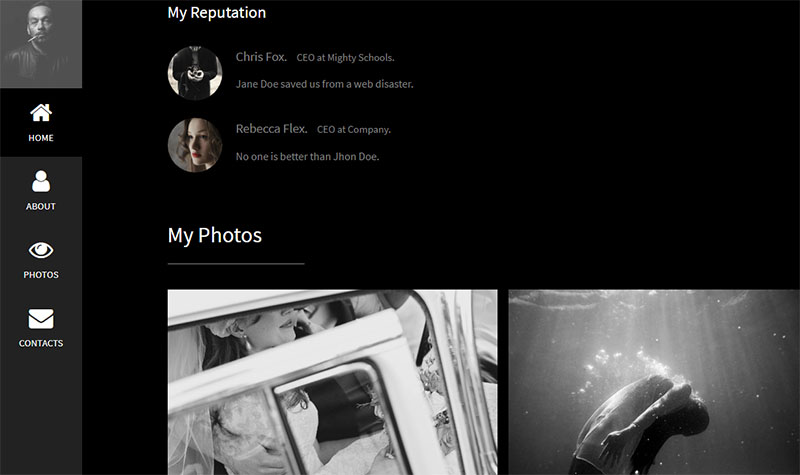 My Reputation
Chris Fox. CEO at Mighty Schools.
Jane Doe saved us from a web disaster.
Rebecca Flex. CEO at Company.
No one is better than Jhon Doe.
My Photos
HOME
ABOUT
PHOTOS
CONTACTS